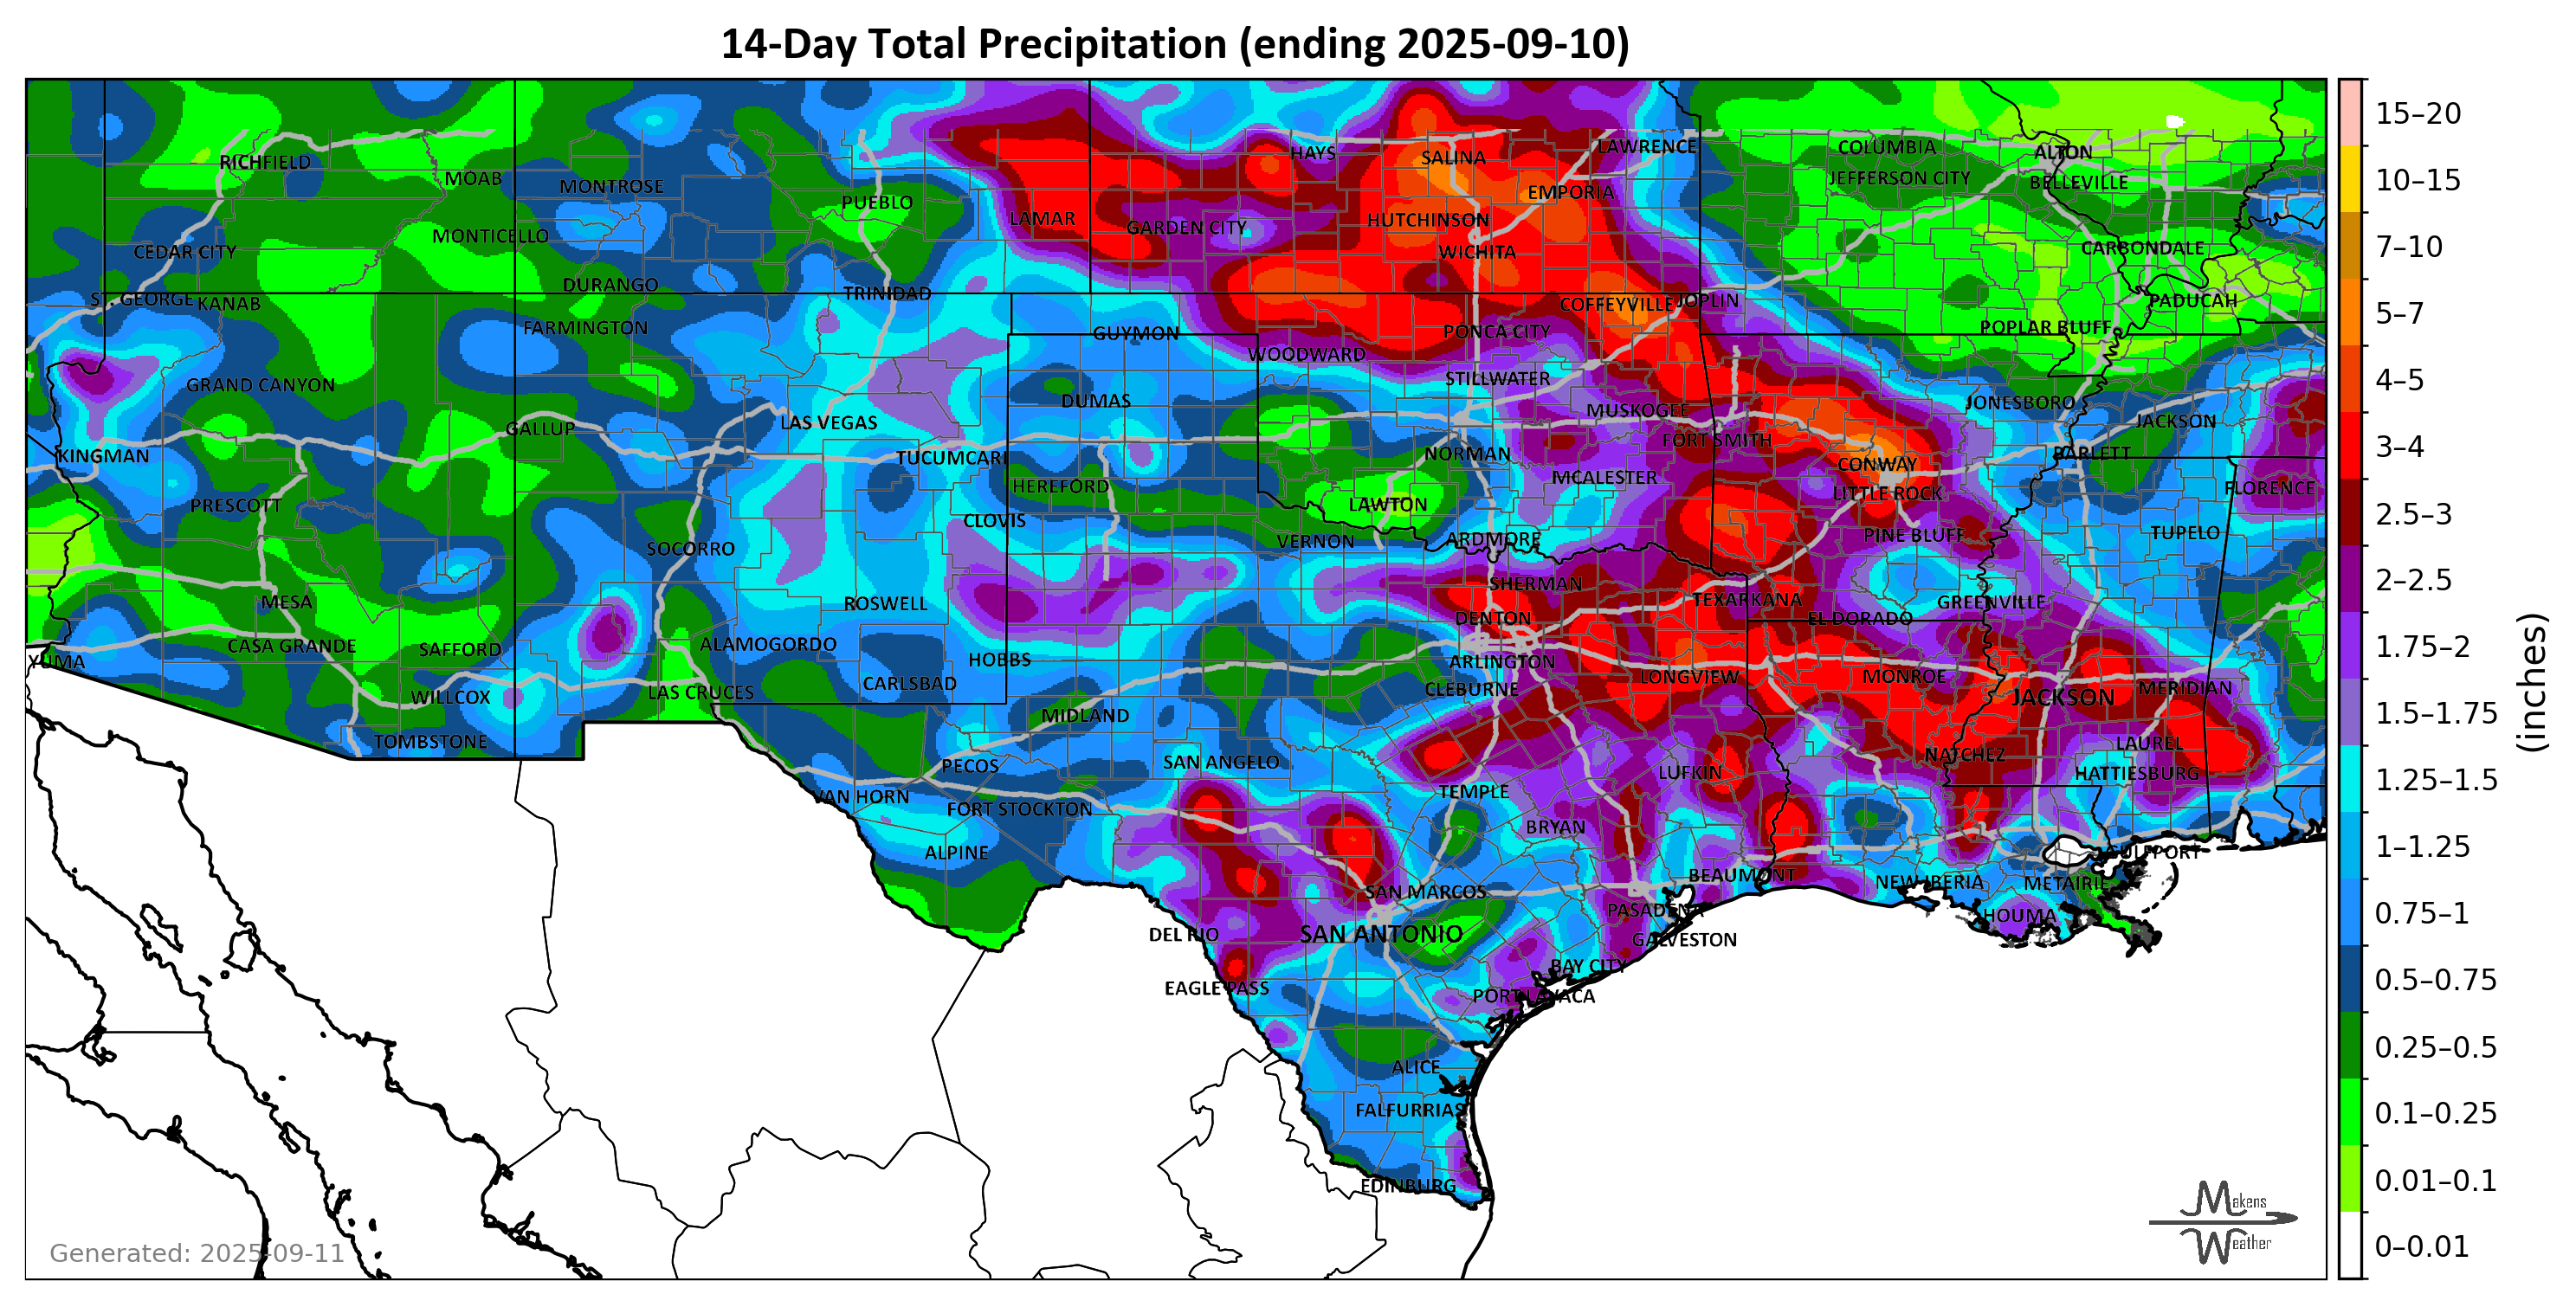 14-Day Total Precipitation (ending 2025-09-10)
HAYS
SALINA
LAWRENCE
COLUMBIA
ALTON
RICHFIELD
MOAB
MONTROSE
JEFFERSON CITY
BELLEVILLE
PUEBLO
LAMAR
GARDEN CITY
HUTCHINSON
EMPORIA
CEDAR CITY
MONTICELLO
WICHITA
CARBONDALE
DURANGO
TRINIDAD
ST. GEORGE
KANAB
COFFEYVILLE
JOPLIN
PADUCAH
FARMINGTON
GUYMON
PONCA CITY
POPLAR BLUFF
WOODWARD
GRAND CANYON
STILLWATER
DUMAS
MUSKOGEE
JONESBORO
LAS VEGAS
JACKSON
GALLUP
FORT SMITH
KINGMAN
TUCUMCARI
NORMAN
CONWAY
BARLETT
HEREFORD
MCALESTER
LITTLE ROCK
FLORENCE
PRESCOTT
LAWTON
CLOVIS
VERNON
ARDMORE
PINE BLUFF
TUPELO
SOCORRO
SHERMAN
MESA
ROSWELL
TEXARKANA
GREENVILLE
DENTON
EL DORADO
CASA GRANDE
SAFFORD
ALAMOGORDO
YUMA
HOBBS
ARLINGTON
CARLSBAD
CLEBURNE
LONGVIEW
MONROE
WILLCOX
LAS CRUCES
JACKSON
MERIDIAN
MIDLAND
TOMBSTONE
LAUREL
PECOS
SAN ANGELO
NATCHEZ
LUFKIN
HATTIESBURG
VAN HORN
FORT STOCKTON
TEMPLE
BRYAN
ALPINE
GULFPORT
SAN MARCOS
BEAUMONT
NEW IBERIA
METAIRIE
PASADENA
HOUMA
DEL RIO
SAN ANTONIO
GALVESTON
BAY CITY
EAGLE PASS
PORT LAVACA
ALICE
FALFURRIAS
EDINBURG
15–20
10–15
7–10
5–7
4–5
3–4
2.5–3
2–2.5
1.75–2
1.5–1.75
1.25–1.5
1–1.25
0.75–1
0.5–0.75
0.25–0.5
0.1–0.25
0.01–0.1
0–0.01
(inches)
Generated: 2025-09-11
Makens
Weather